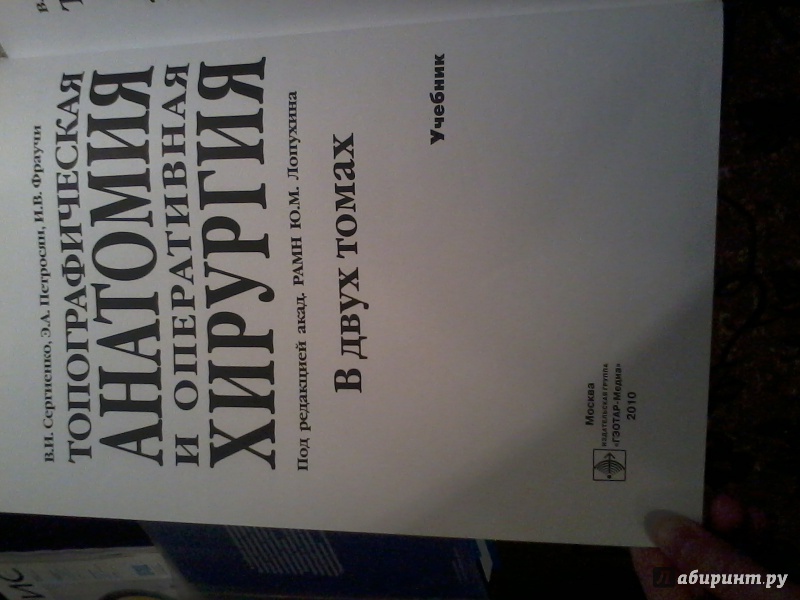 В.И. Сергиенко, Э.А. Петросян, И.В. Фраучи
ТОПОГРАФИЧЕСКАЯ
АНАТОМИЯ
И ОПЕРАТИВНАЯ
ХИРУРГИЯ
Под редакцией акад. РАМН Ю.М. Лопухина
В двух томах
Учебник
Москва
ИЗДАТЕЛЬСКАЯ ГРУППА
«ГЭОТАР-Медиа»
2010
Лабиринт.ру